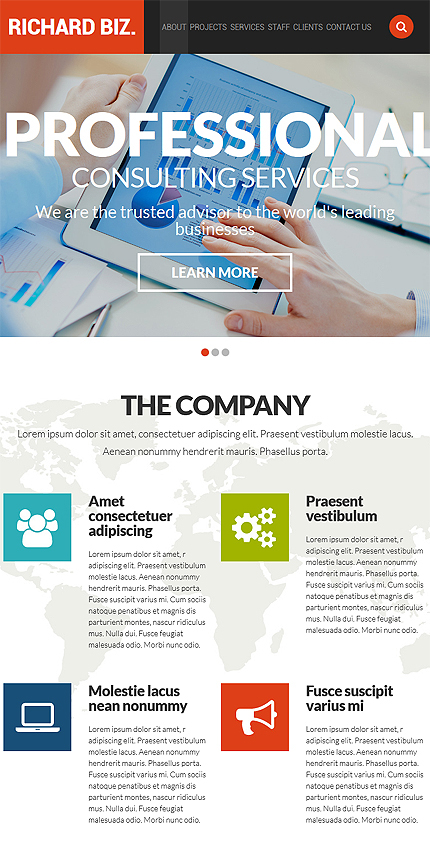 RICHARD BIZ.
ABOUT PROJECTS SERVICES STAFF CLIENTS CONTACT US
PROFESSIONAL
CONSULTING SERVICES
We are the trusted advisor to the world's leading
businesses
LEARN MORE
THE COMPANY
Lorem ipsum dolor sit amet, consectetuer adipiscing elit. Praesent vestibulum molestie lacus.
Aenean nonummy hendrerit mauris. Phasellus porta.
Amet
consectetuer
adipiscing
Lorem ipsum dolor sit amet, r
adipiscing elit. Praesent vestibulum
molestie lacus. Aenean nonummy
hendrerit mauris. Phasellus porta.
Fusce suscipit varius mi. Cum sociis
natoque penatibus et magnis dis
parturient montes, nascur ridiculus
mus. Nulla dui. Fusce feugiat
malesuada odio. Morbi nunc odio.
Praesent
vestibulum
Lorem ipsum dolor sit amet, r
adipiscing elit. Praesent vestibulum
molestie lacus. Aenean nonummy
hendrerit mauris. Phasellus porta.
Fusce suscipit varius mi. Cum sociis
natoque penatibus et magnis dis
parturient montes, nascur ridiculus
mus. Nulla dui. Fusce feugiat
malesuada odio. Morbi nunc odio.
Molestie lacus
nean nonummy
Lorem ipsum dolor sit amet, r
adipiscing elit. Praesent vestibulum
molestie lacus. Aenean nonummy
hendrerit mauris. Phasellus porta.
Fusce suscipit varius mi. Cum sociis
natoque penatibus et magnis dis
parturient montes, nascur ridiculus
mus. Nulla dui. Fusce feugiat
malesuada odio. Morbi nunc odio.
Fusce suscipit
varius mi
Lorem ipsum dolor sit amet, r
adipiscing elit. Praesent vestibulum
molestie lacus. Aenean nonummy
hendrerit mauris. Phasellus porta.
Fusce suscipit varius mi. Cum sociis
natoque penatibus et magnis dis
parturient montes, nascur ridiculus
mus. Nulla dui. Fusce feugiat
malesuada odio. Morbi nunc odio.